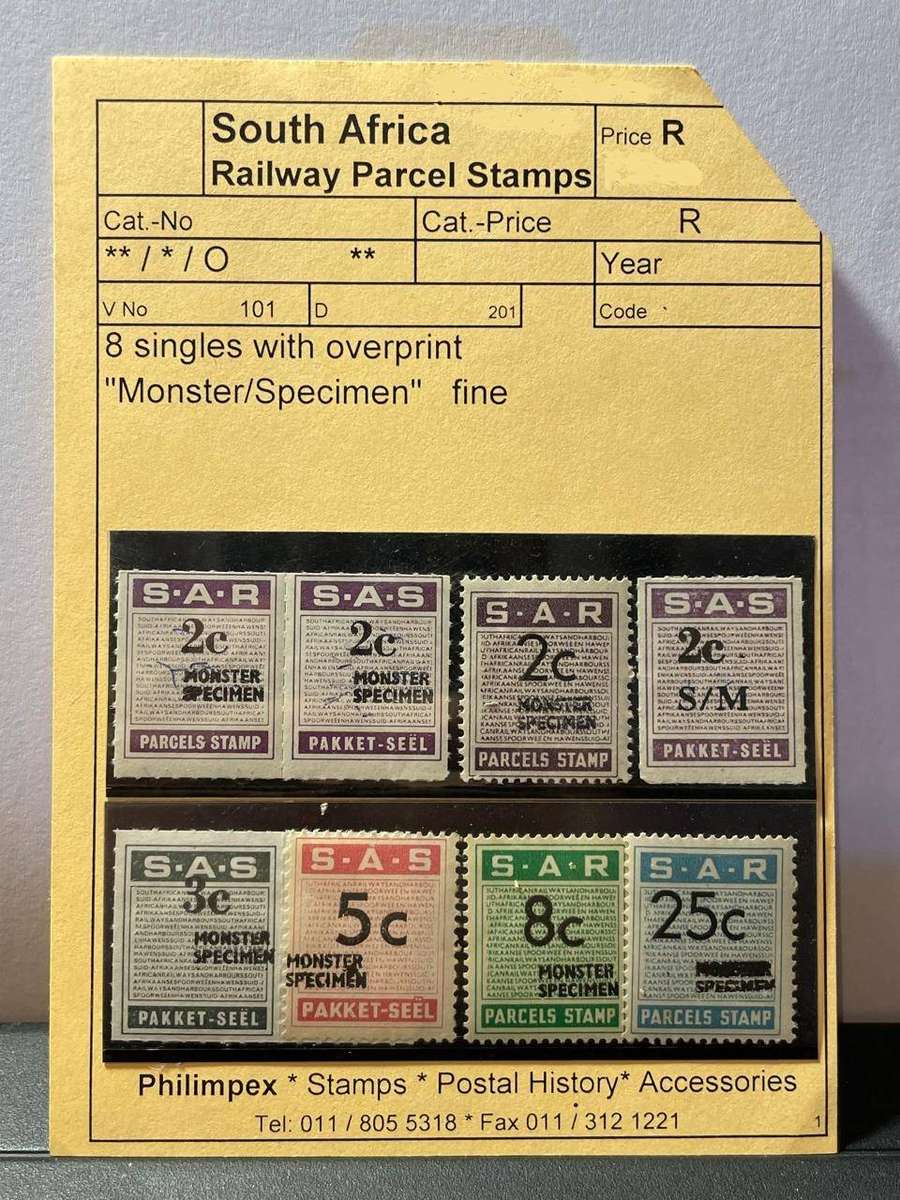 South Africa
Railway Parcel Stamps
Price R
Cat.-No
Cat.-Price R
** / * / O **
Year
V No 101
D 201
Code
8 singles with overprint
"Monster/Specimen" fine
S·A·R
2c
MONSTER
SPECIMEN
PARCELS STAMP
S·A·S
2c
MONSTER
SPECIMEN
PAKKET-SEËL
S·A·R
2c
MONSTER
SPECIMEN
PARCELS STAMP
S·A·S
2c
S/M
PAKKET-SEËL
S·A·S
3c
MONSTER
SPECIMEN
PAKKET-SEËL
S·A·S
5c
MONSTER
SPECIMEN
PAKKET-SEËL
S·A·R
8c
MONSTER
SPECIMEN
PARCELS STAMP
S·A·R
25c
MONSTER
SPECIMEN
PARCELS STAMP
Philimpex * Stamps * Postal History* Accessories
Tel: 011 / 805 5318 * Fax 011 / 312 1221
1